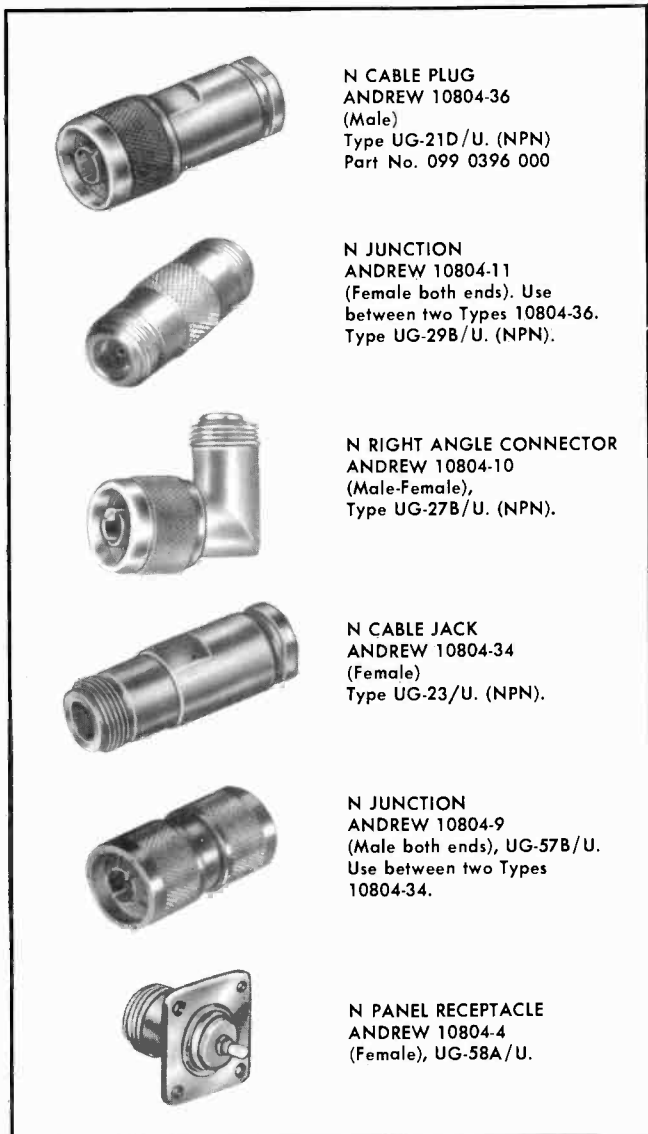 N CABLE PLUG
ANDREW 10804-36
(Male)
Type UG-21D/U. (NPN)
Part No. 099 0396 000
N JUNCTION
ANDREW 10804-11
(Female both ends). Use
between two Types 10804-36.
Type UG-29B/U. (NPN).
N RIGHT ANGLE CONNECTOR
ANDREW 10804-10
(Male-Female),
Type UG-27B/U. (NPN).
N CABLE JACK
ANDREW 10804-34
(Female)
Type UG-23/U. (NPN).
N JUNCTION
ANDREW 10804-9
(Male both ends), UG-57B/U.
Use between two Types
10804-34.
N PANEL RECEPTACLE
ANDREW 10804-4
(Female), UG-58A/U.